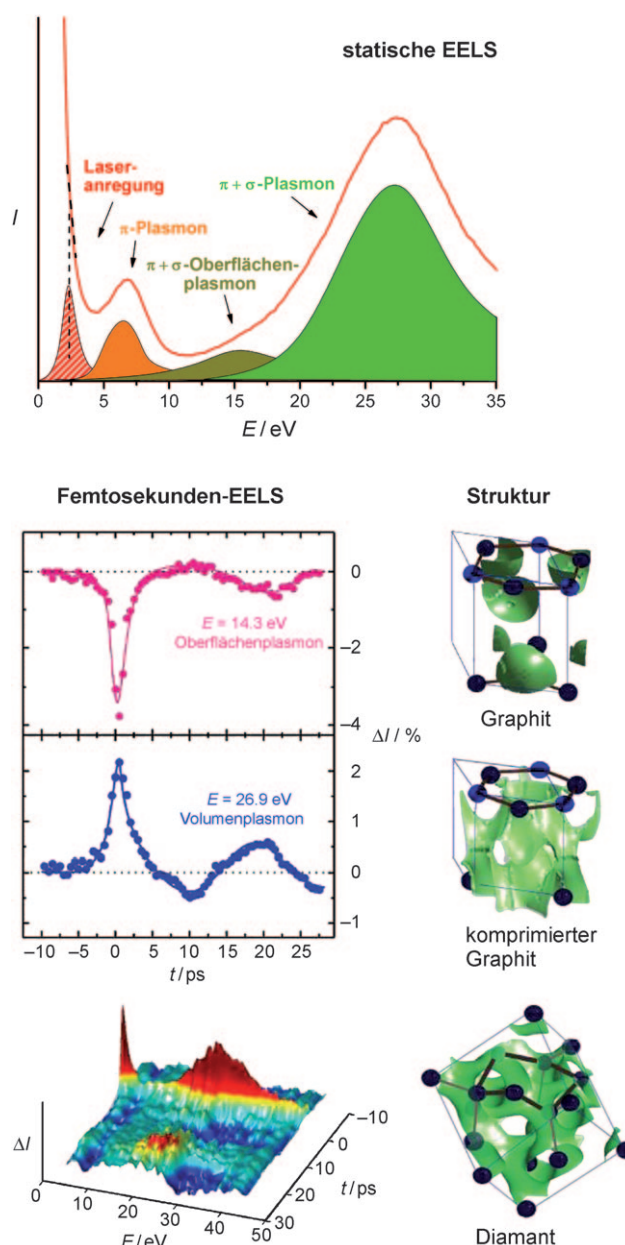 statische EELS
Laser-
anregung
π-Plasmon
π + σ-Plasmon
π + σ-Oberflächen-
plasmon
I
0 5 10 15 20 25 30 35
E / eV
Femtosekunden-EELS
Struktur
0
−2
−4
E = 14.3 eV
Oberflächenplasmon
Graphit
ΔI / %
2
1
0
−1
E = 26.9 eV
Volumenplasmon
−10 −5 0 5 10 15 20 25
t / ps
komprimierter
Graphit
ΔI
0 10 20 30 40 50
E / eV
−10
0
10
20
30
t / ps
Diamant